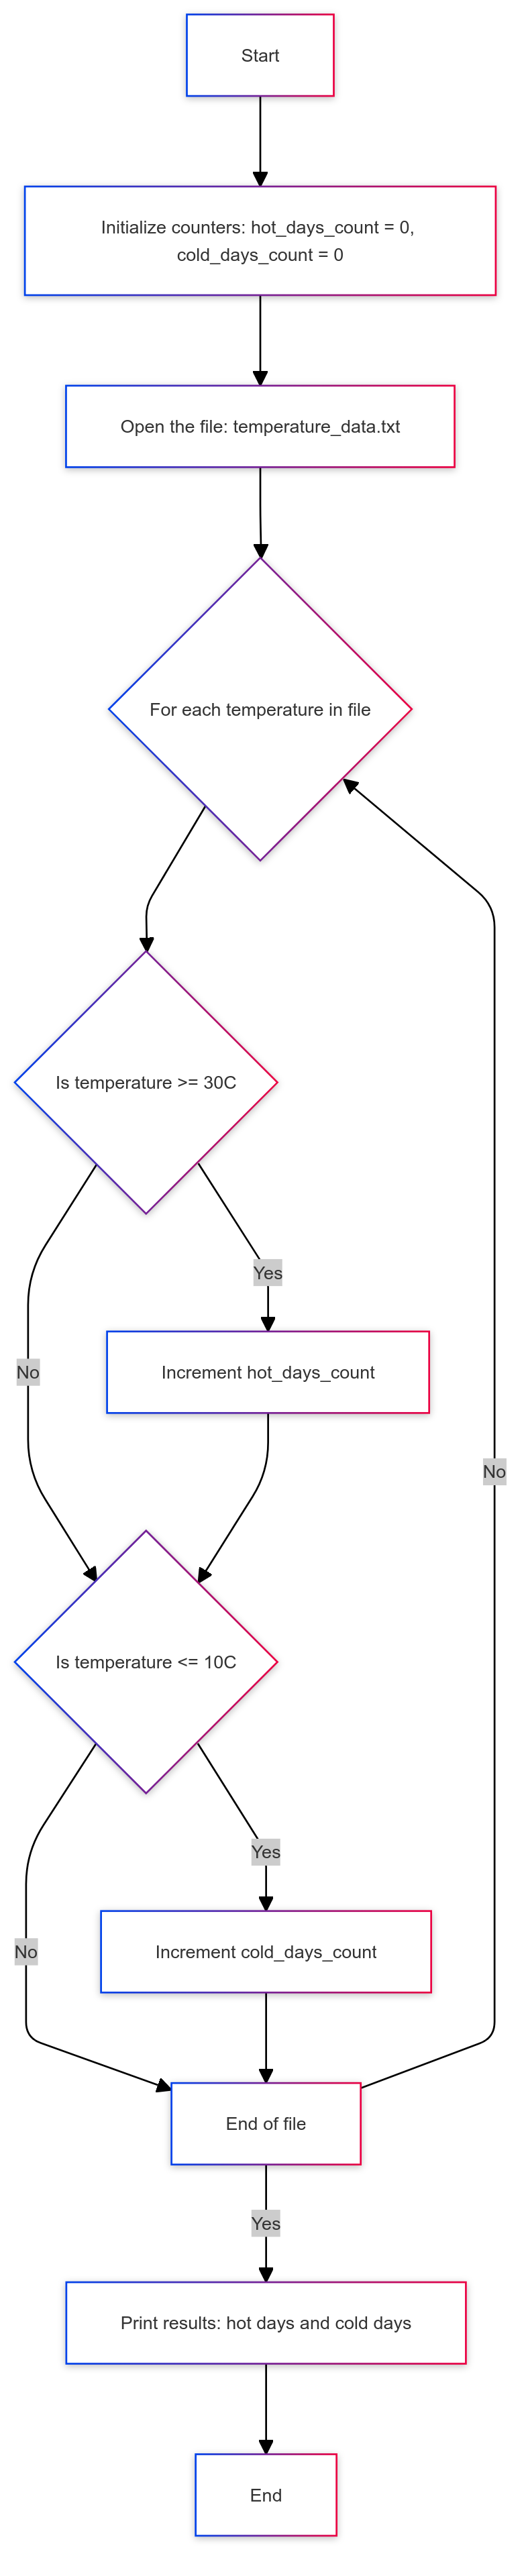 Start
Initialize counters: hot_days_count = 0,
cold_days_count = 0
Open the file: temperature_data.txt
For each temperature in file
Is temperature >= 30C
Yes
No
Increment hot_days_count
Is temperature <= 10C
Yes
No
Increment cold_days_count
No
End of file
Yes
Print results: hot days and cold days
End